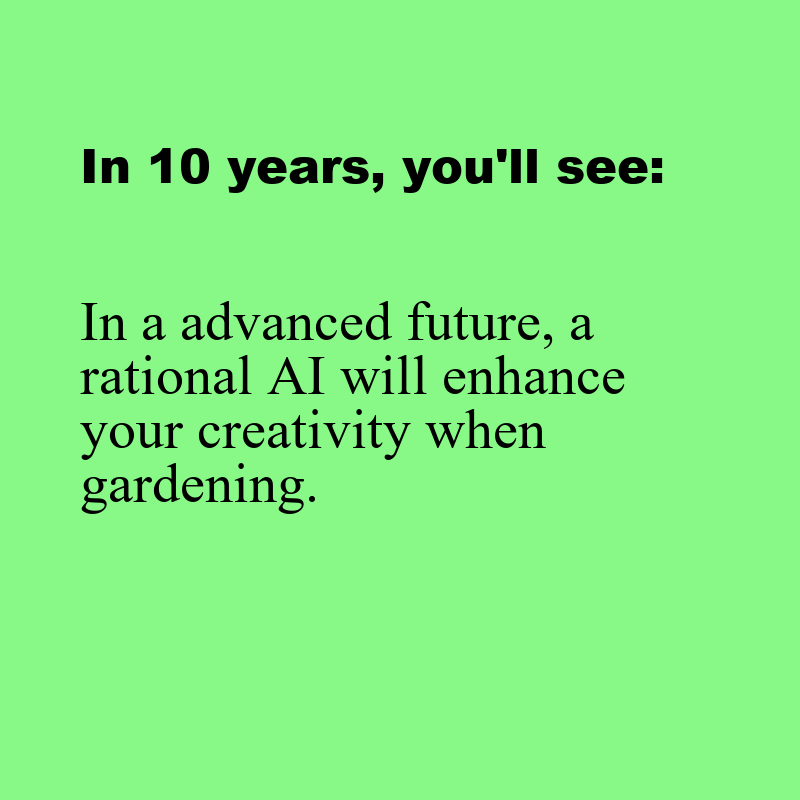 In 10 years, you'll see:
In a advanced future, a
rational AI will enhance
your creativity when
gardening.